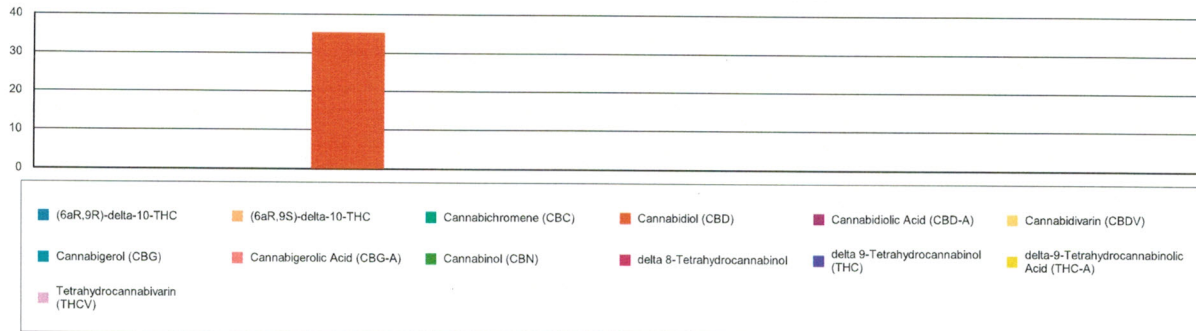 40
30
20
10
0
(6aR,9R)-delta-10-THC
(6aR,9S)-delta-10-THC
Cannabichromene (CBC)
Cannabidiol (CBD)
Cannabidiolic Acid (CBD-A)
Cannabidivarin (CBDV)
Cannabigerol (CBG)
Cannabigerolic Acid (CBG-A)
Cannabinol (CBN)
delta 8-Tetrahydrocannabinol
delta 9-Tetrahydrocannabinol
(THC)
delta-9-Tetrahydrocannabinolic
Acid (THC-A)
Tetrahydrocannabivarin
(THCV)